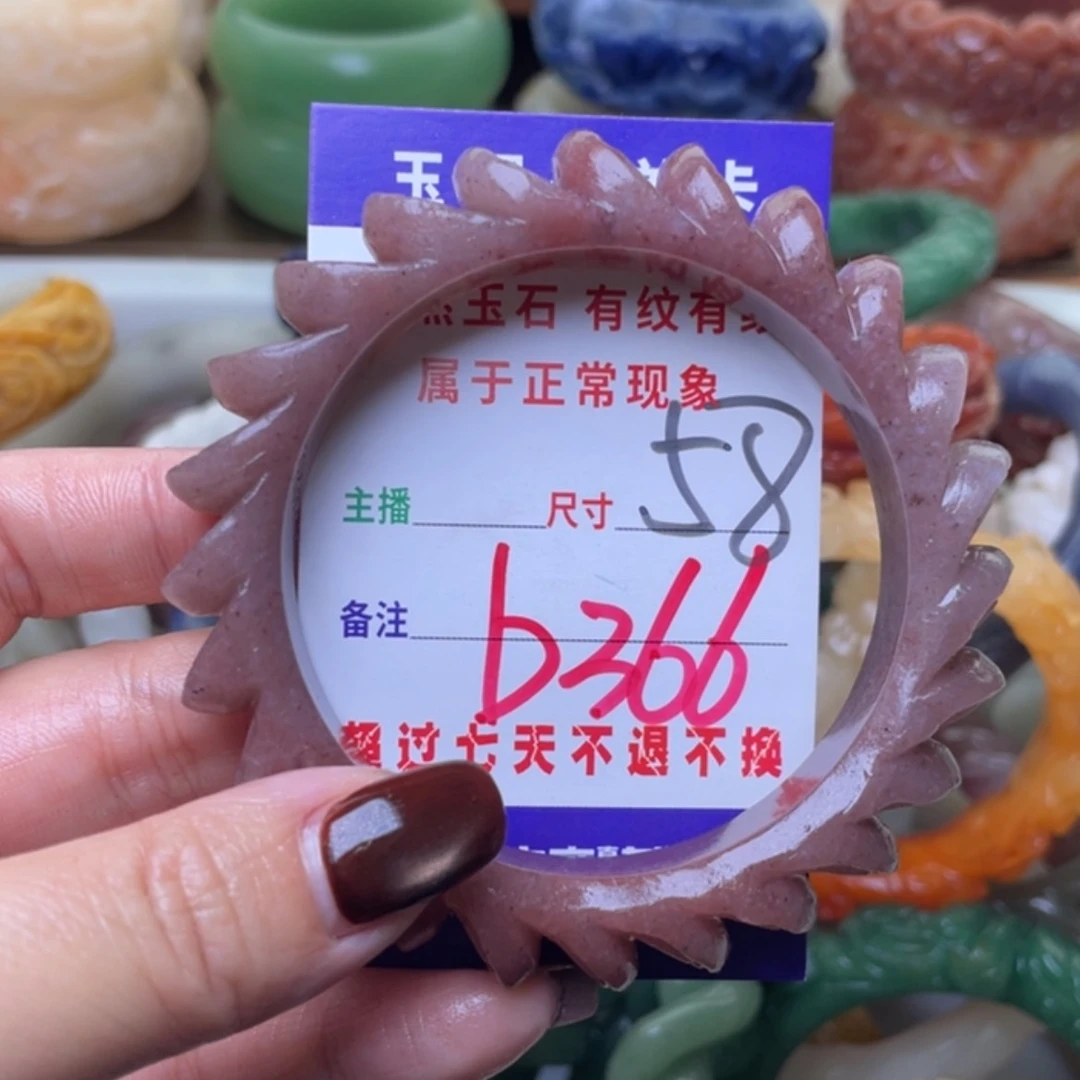 玉
卡
玉石 有纹有
属于正常现象
主播 尺寸 58
备注 b366
超过七天不退不换